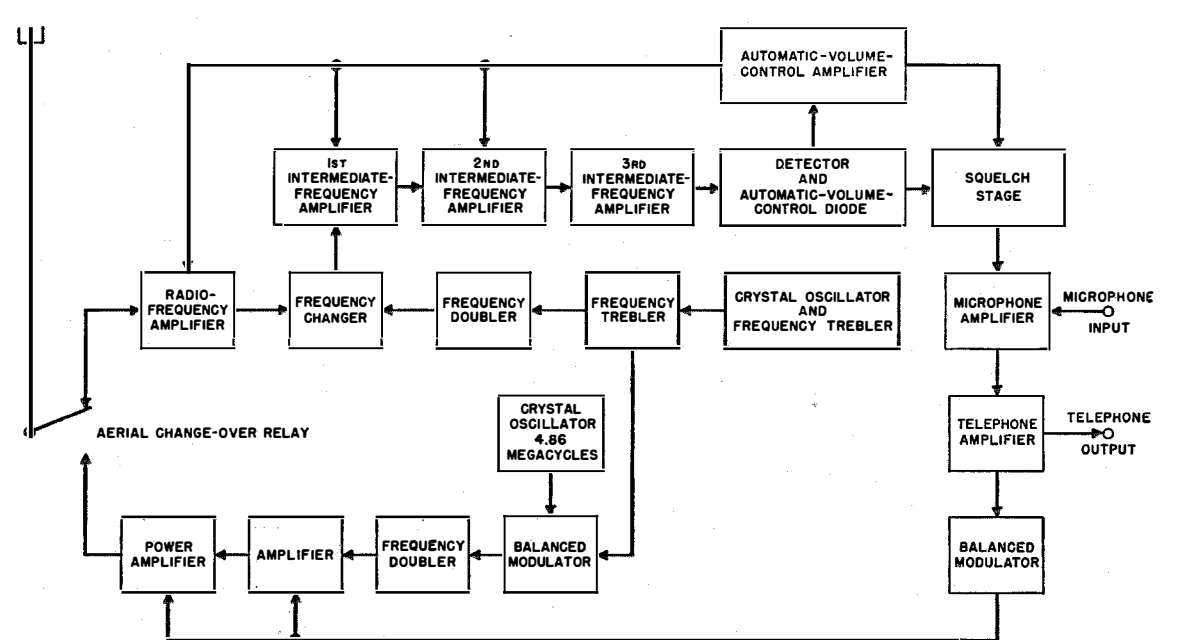 AUTOMATIC-VOLUME-
CONTROL AMPLIFIER
1ST
INTERMEDIATE-
FREQUENCY
AMPLIFIER
2ND
INTERMEDIATE-
FREQUENCY
AMPLIFIER
3RD
INTERMEDIATE-
FREQUENCY
AMPLIFIER
DETECTOR
AND
AUTOMATIC-VOLUME-
CONTROL DIODE
SQUELCH
STAGE
RADIO-
FREQUENCY
AMPLIFIER
FREQUENCY
CHANGER
FREQUENCY
DOUBLER
FREQUENCY
TREBLER
CRYSTAL OSCILLATOR
AND
FREQUENCY TREBLER
MICROPHONE
AMPLIFIER
MICROPHONE
INPUT
CRYSTAL
OSCILLATOR
4.86
MEGACYCLES
TELEPHONE
AMPLIFIER
TELEPHONE
OUTPUT
AERIAL CHANGE-OVER RELAY
POWER
AMPLIFIER
AMPLIFIER
FREQUENCY
DOUBLER
BALANCED
MODULATOR
BALANCED
MODULATOR